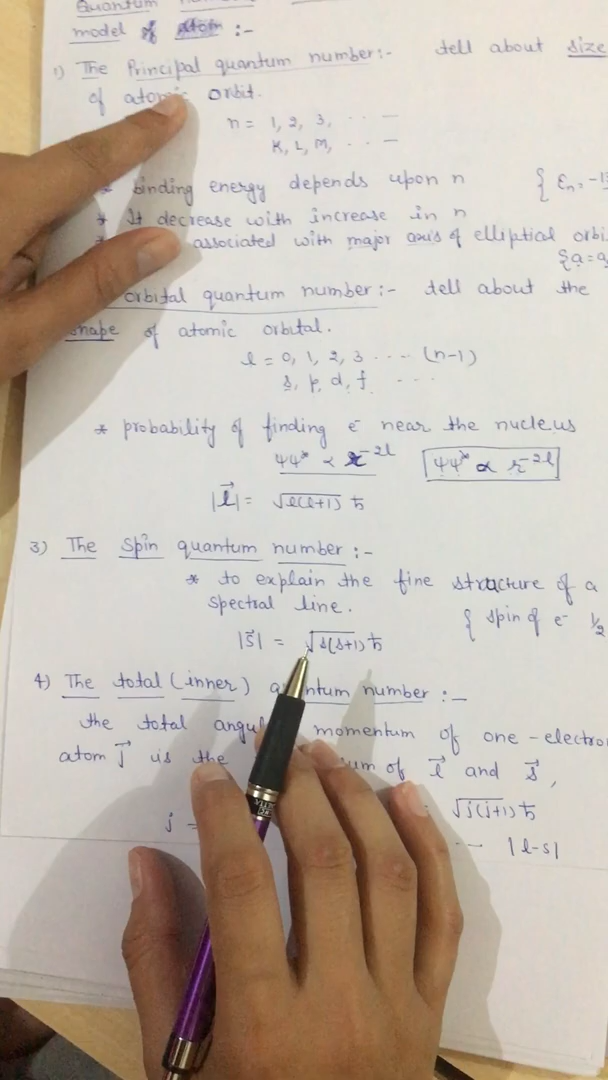 Quantum
model of atom :-
1) The Principal quantum number:- tell about size
of atomic orbit.
n = 1, 2, 3, ... —
K, L, M, ... —
* binding energy depends upon n { En = -13
* It decrease with increase in n
associated with major axis of elliptical orbi
{a = a
orbital quantum number :- tell about the
shape of atomic orbital.
l = 0, 1, 2, 3 .... (n-1)
s, p, d, f ...
* probability of finding e⁻ near the nucleus
ψψ* ∝ r⁻²ˡ ψψ* ∝ r⁻²ˡ
|l⃗| = √l(l+1) ħ
3) The Spin quantum number :-
* to explain the fine structure of a
spectral line. { spin of e⁻ 1/2
|s⃗| = √s(s+1) ħ
4) The total (inner) quantum number :-
the total angul momentum of one-electro
atom J⃗ is the um of l⃗ and s⃗,
√j(j+1) ħ
j = — |l-s|